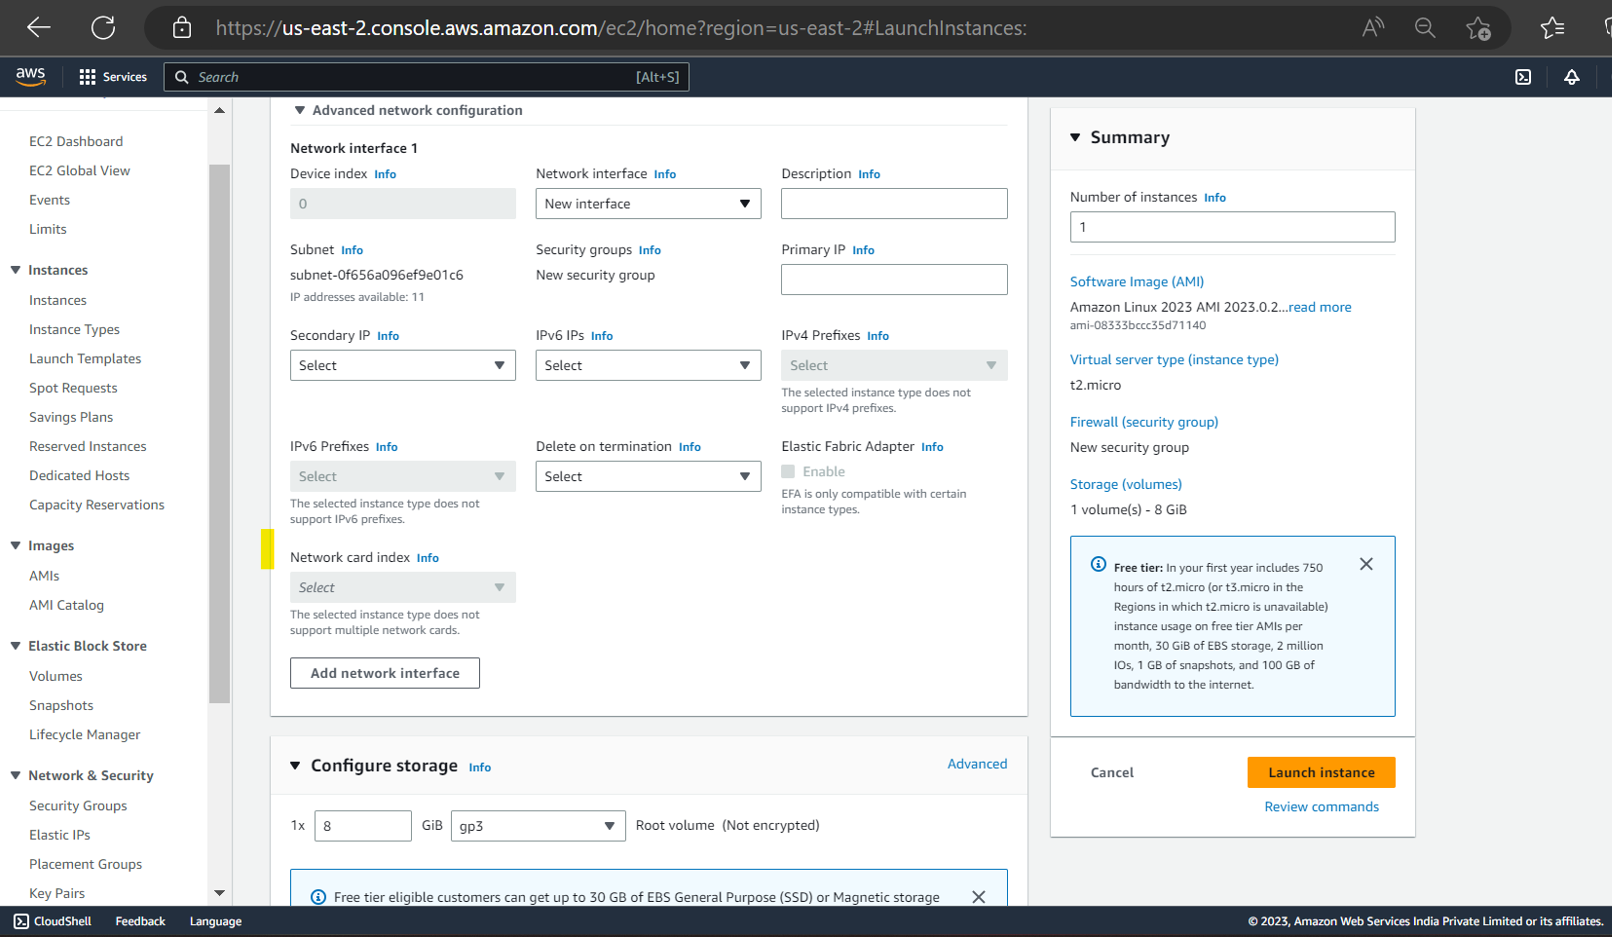 https://us-east-2.console.aws.amazon.com/ec2/home?region=us-east-2#LaunchInstances:
aws
Services
Search
[Alt+S]
EC2 Dashboard
EC2 Global View
Events
Limits
Instances
Instances
Instance Types
Launch Templates
Spot Requests
Savings Plans
Reserved Instances
Dedicated Hosts
Capacity Reservations
Images
AMIs
AMI Catalog
Elastic Block Store
Volumes
Snapshots
Lifecycle Manager
Network & Security
Security Groups
Elastic IPs
Placement Groups
Key Pairs
Advanced network configuration
Network interface 1
Device index Info
0
Network interface Info
New interface
Description Info
Subnet Info
subnet-0f656a096ef9e01c6
IP addresses available: 11
Security groups Info
New security group
Primary IP Info
Secondary IP Info
Select
IPv6 IPs Info
Select
IPv4 Prefixes Info
Select
The selected instance type does not
support IPv4 prefixes.
IPv6 Prefixes Info
Select
The selected instance type does not
support IPv6 prefixes.
Delete on termination Info
Select
Elastic Fabric Adapter Info
Enable
EFA is only compatible with certain
instance types.
Network card index Info
Select
The selected instance type does not
support multiple network cards.
Add network interface
Configure storage Info
Advanced
1x 8 GiB gp3 Root volume (Not encrypted)
Free tier eligible customers can get up to 30 GB of EBS General Purpose (SSD) or Magnetic storage
Summary
Number of instances Info
1
Software Image (AMI)
Amazon Linux 2023 AMI 2023.0.2...read more
ami-08333bccc35d71140
Virtual server type (instance type)
t2.micro
Firewall (security group)
New security group
Storage (volumes)
1 volume(s) - 8 GiB
Free tier: In your first year includes 750
hours of t2.micro (or t3.micro in the
Regions in which t2.micro is unavailable)
instance usage on free tier AMIs per
month, 30 GiB of EBS storage, 2 million
IOs, 1 GB of snapshots, and 100 GB of
bandwidth to the internet.
Cancel
Launch instance
Review commands
CloudShell
Feedback
Language
© 2023, Amazon Web Services India Private Limited or its affiliates.